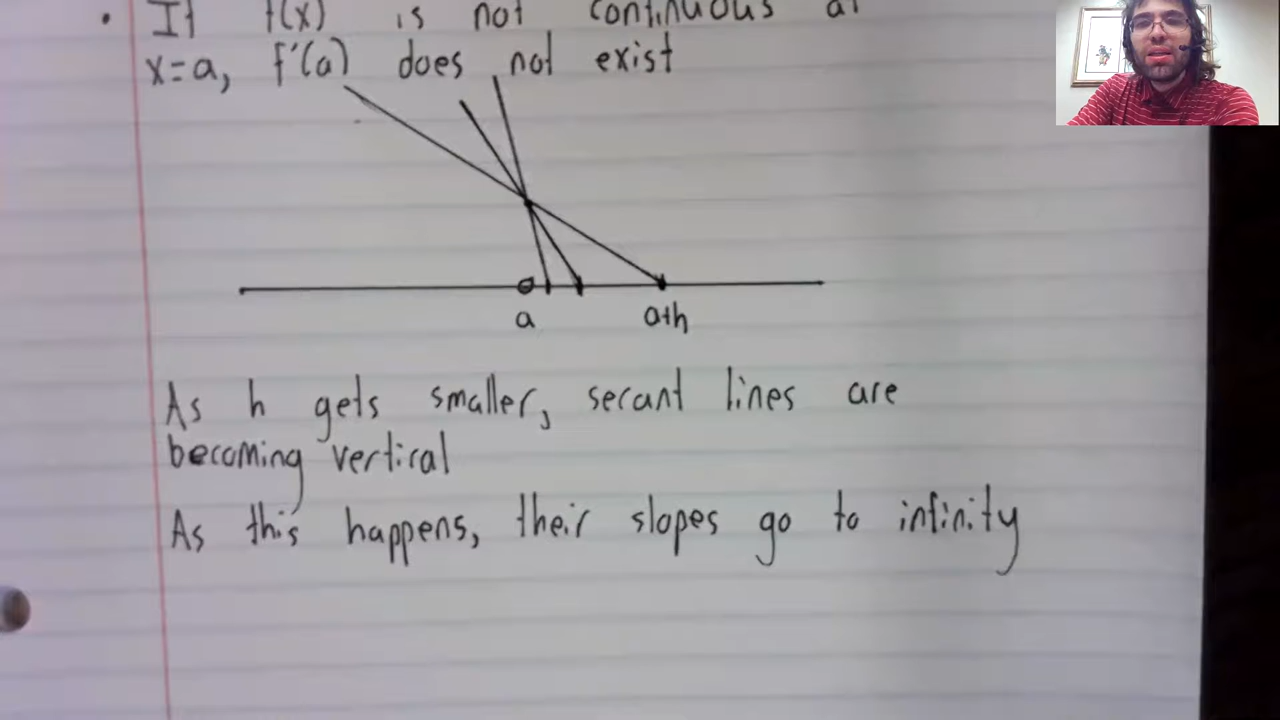 • If f(x) is not continuous at
x=a, f'(a) does not exist
a
a+h
As h gets smaller, secant lines are
becoming vertical
As this happens, their slopes go to infinity